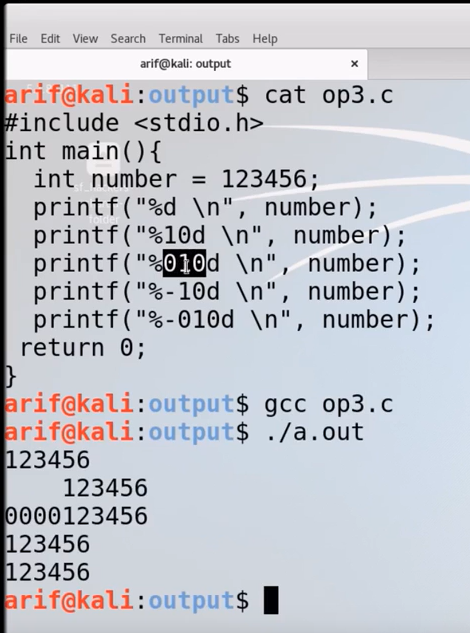 File Edit View Search Terminal Tabs Help
arif@kali: output ×
arif@kali:output$ cat op3.c
#include <stdio.h>
int main(){
  int number = 123456;
  printf("%d \n", number);
  printf("%10d \n", number);
  printf("%010d \n", number);
  printf("%-10d \n", number);
  printf("%-010d \n", number);
 return 0;
}
arif@kali:output$ gcc op3.c
arif@kali:output$ ./a.out
123456
    123456
0000123456
123456
123456
arif@kali:output$